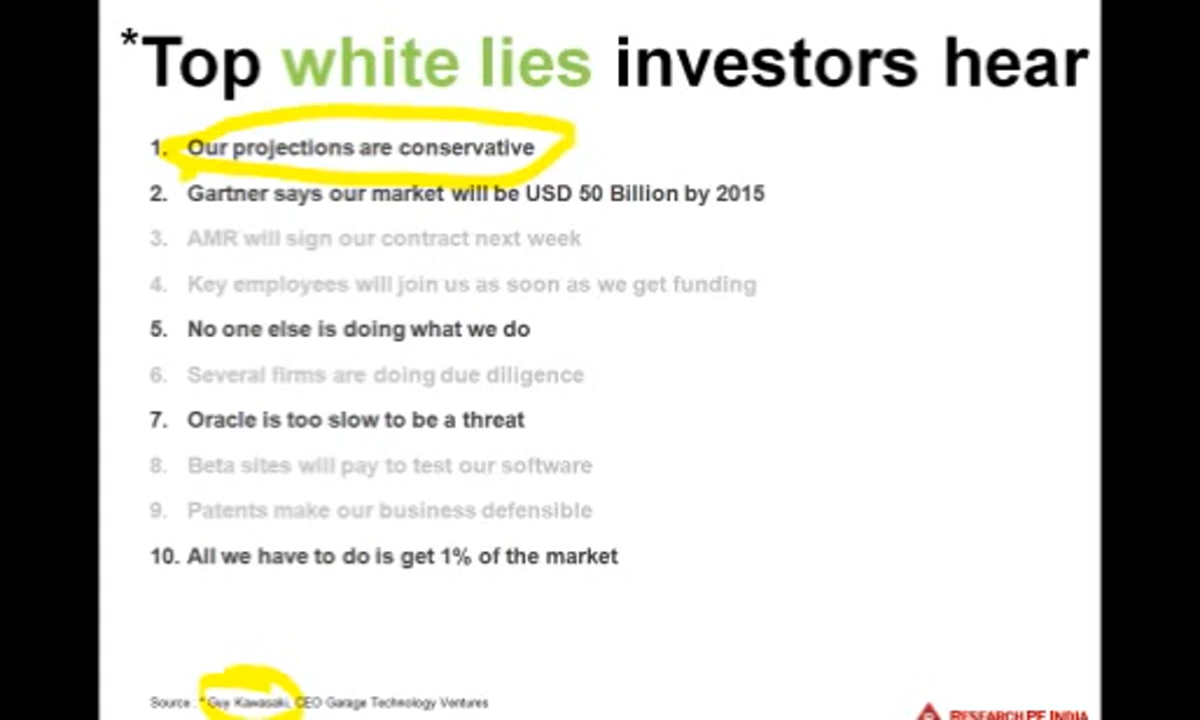 *Top white lies investors hear
1. Our projections are conservative
2. Gartner says our market will be USD 50 Billion by 2015
3. AMR will sign our contract next week
4. Key employees will join us as soon as we get funding
5. No one else is doing what we do
6. Several firms are doing due diligence
7. Oracle is too slow to be a threat
8. Beta sites will pay to test our software
9. Patents make our business defensible
10. All we have to do is get 1% of the market
Source : * Guy Kawasaki, CEO Garage Technology Ventures
RESEARCH PE INDIA